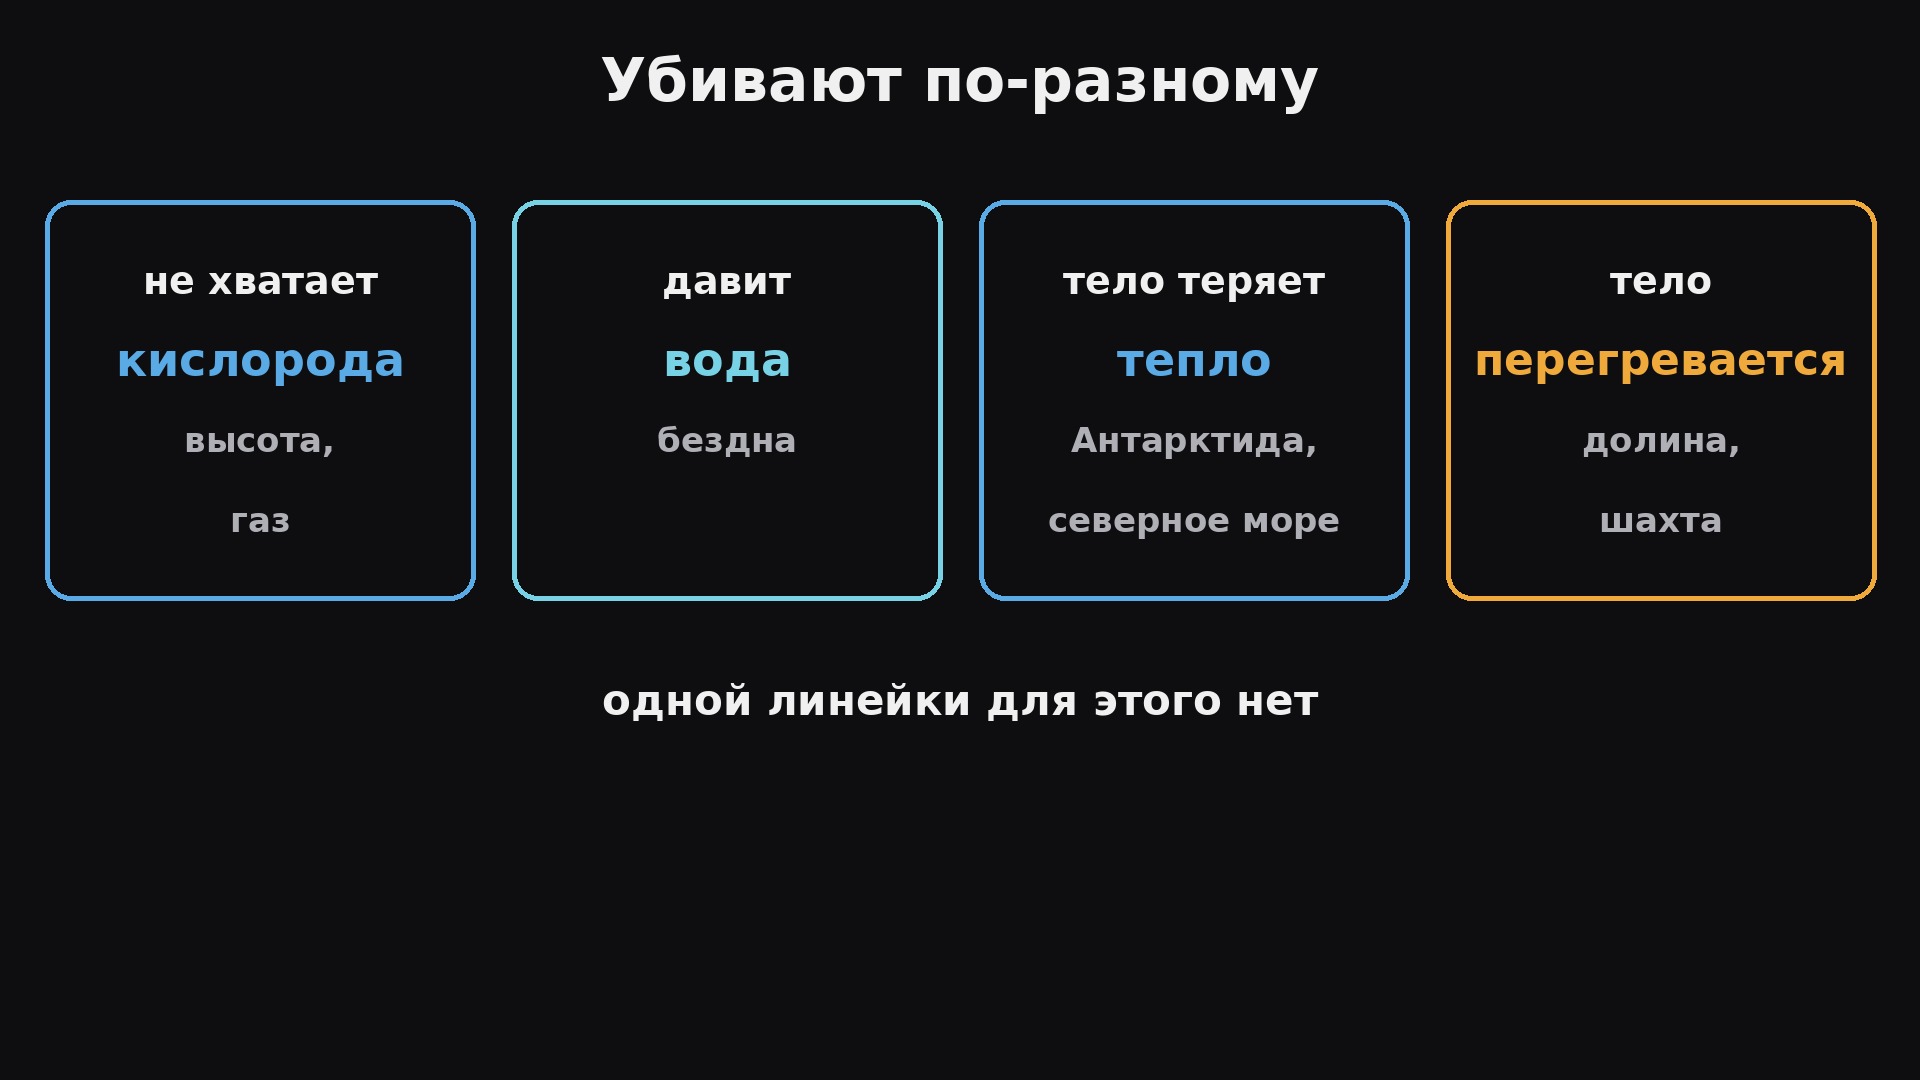 Убивают по-разному
не хватает
кислорода
высота,
газ
давит
вода
бездна
тело теряет
тепло
Антарктида,
северное море
тело
перегревается
долина,
шахта
одной линейки для этого нет